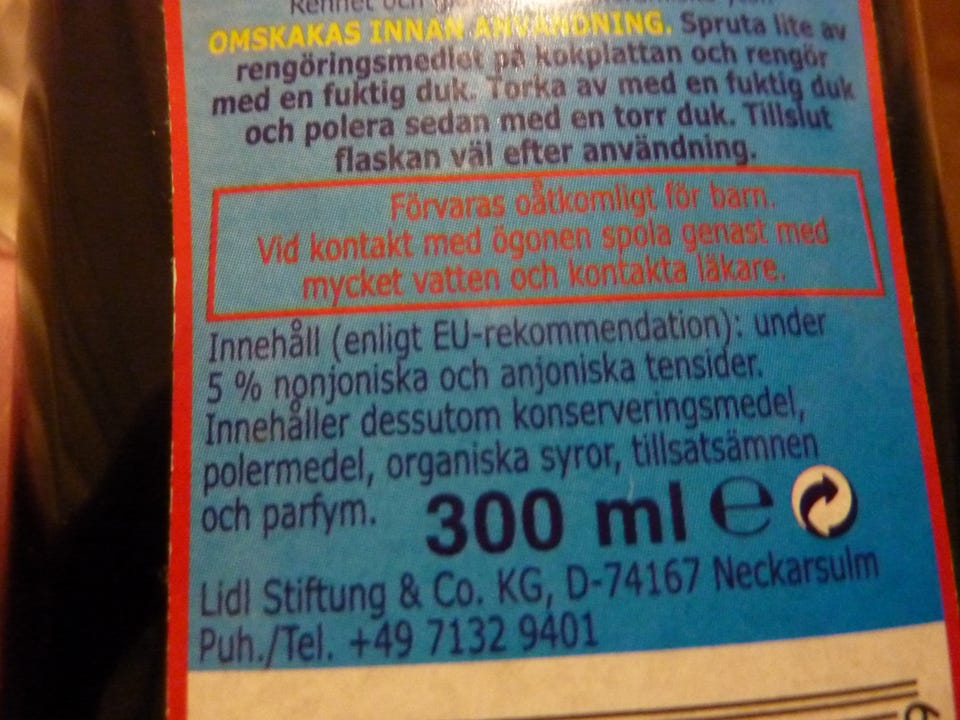 OMSKAKAS INNAN ANVÄNDNING. Spruta lite av
rengöringsmedlet på kokplattan och rengör
med en fuktig duk. Torka av med en fuktig duk
och polera sedan med en torr duk. Tillslut
flaskan väl efter användning.
Förvaras oåtkomligt för barn.
Vid kontakt med ögonen spola genast med
mycket vatten och kontakta läkare.
Innehåll (enligt EU-rekommendation): under
5 % nonjoniska och anjoniska tensider.
Innehåller dessutom konserveringsmedel,
polermedel, organiska syror, tillsatsämnen
och parfym.
300 ml e
Lidl Stiftung & Co. KG, D-74167 Neckarsulm
Puh./Tel. +49 7132 9401